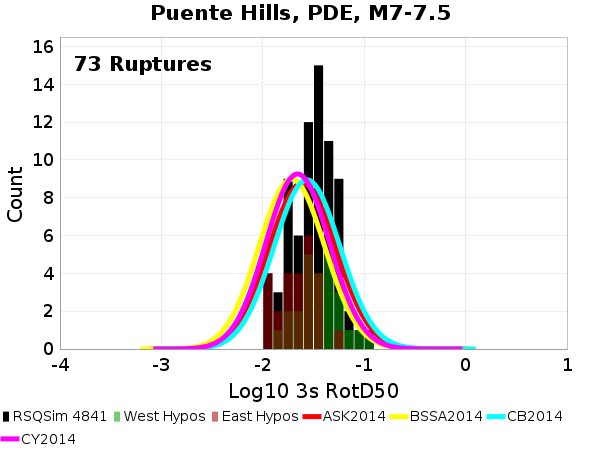 Puente Hills, PDE, M7-7.5
73 Ruptures
Count
16
14
12
10
8
6
4
2
0
-4 -3 -2 -1 0 1
Log10 3s RotD50
RSQSim 4841 West Hypos East Hypos ASK2014 BSSA2014 CB2014
CY2014